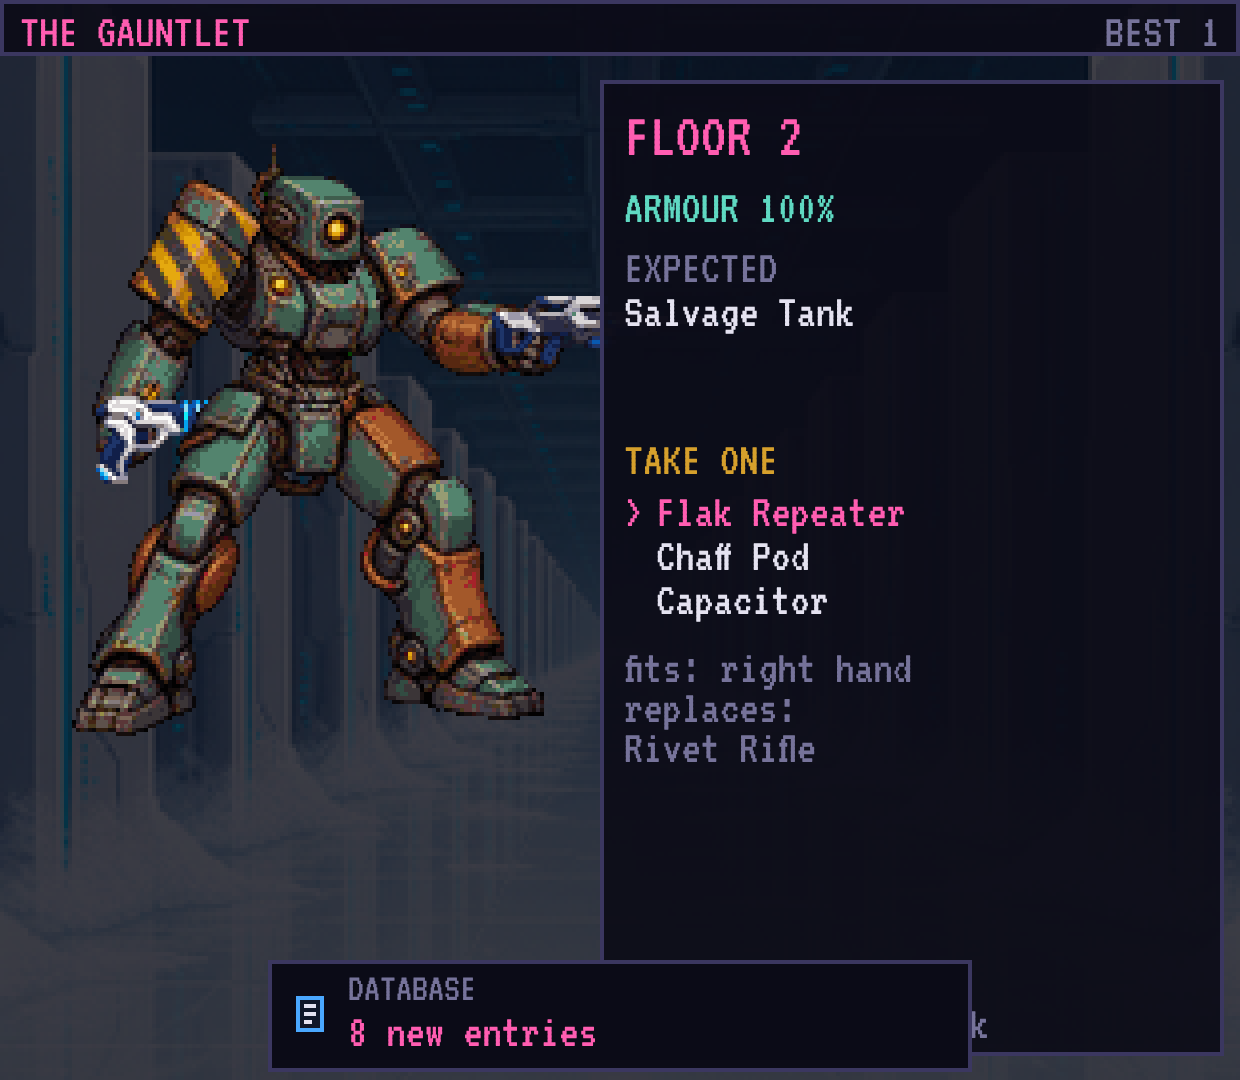 THE GAUNTLET
BEST 1
FLOOR 2
ARMOUR 100%
EXPECTED
Salvage Tank
TAKE ONE
> Flak Repeater
Chaff Pod
Capacitor
fits: right hand
replaces:
Rivet Rifle
DATABASE
8 new entries